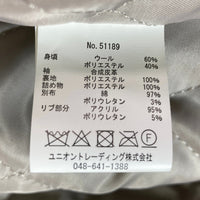 No.51189
身頃 ウール 60%
ポリエステル 40%
袖 合成皮革
裏地 ポリエステル 100%
詰め物 ポリエステル 100%
別布 綿 97%
ポリウレタン 3%
リブ部分 アクリル 95%
ポリウレタン 5%
ユニオントレーディング株式会社
048-641-1388